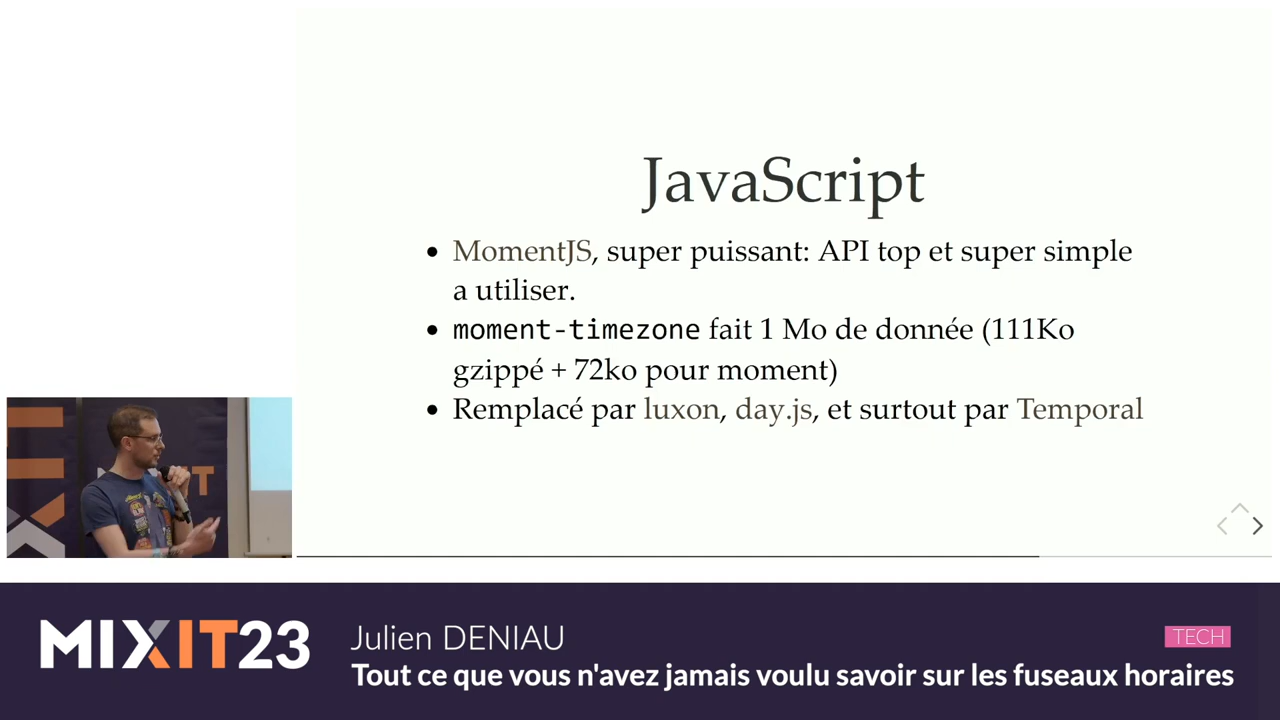 JavaScript
• MomentJS, super puissant: API top et super simple
a utiliser.
• moment-timezone fait 1 Mo de donnée (111Ko
gzippé + 72ko pour moment)
• Remplacé par luxon, day.js, et surtout par Temporal
MIXIT23
Julien DENIAU
TECH
Tout ce que vous n'avez jamais voulu savoir sur les fuseaux horaires